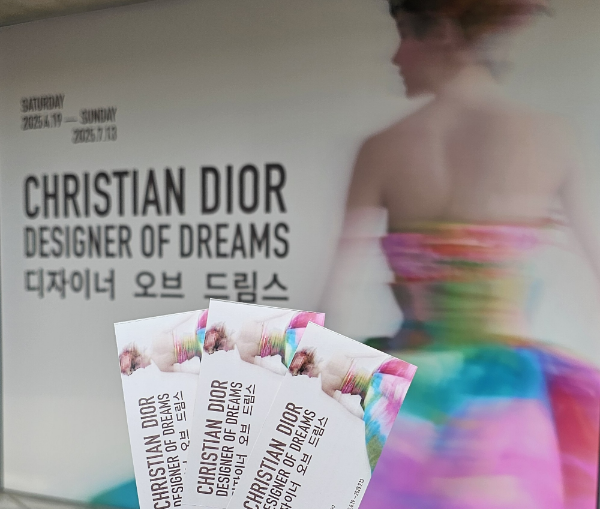 SATURDAY
2025.4.19 — SUNDAY
2025.7.13
CHRISTIAN DIOR
DESIGNER OF DREAMS
디자이너 오브 드림스
CHRISTIAN DIOR
DESIGNER OF DREAMS
디자이너 오브 드림스
CHRISTIAN DIOR
DESIGNER OF DREAMS
디자이너 오브 드림스
CHRISTIAN DIOR
DESIGNER OF DREAMS
디자이너 오브 드림스